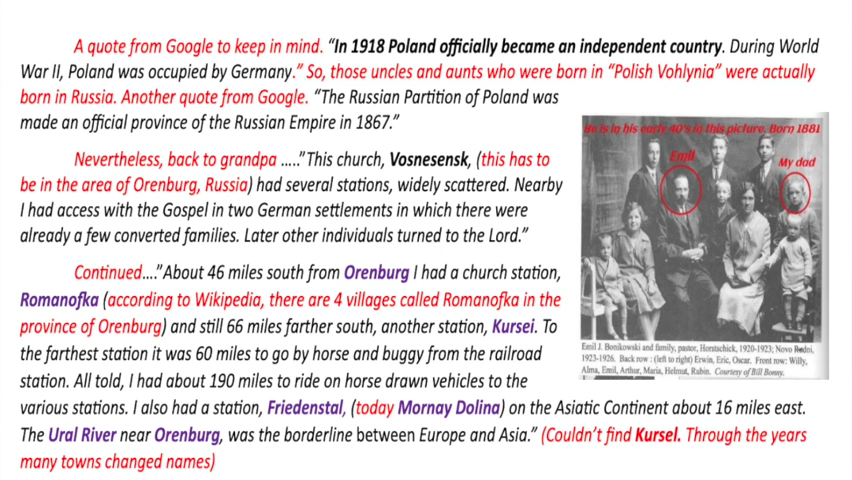 A quote from Google to keep in mind. “In 1918 Poland officially became an independent country. During World
War II, Poland was occupied by Germany.” So, those uncles and aunts who were born in “Polish Vohlynia” were actually
born in Russia. Another quote from Google. “The Russian Partition of Poland was
made an official province of the Russian Empire in 1867.”
Nevertheless, back to grandpa …..”This church, Vosnesensk, (this has to
be in the area of Orenburg, Russia) had several stations, widely scattered. Nearby
I had access with the Gospel in two German settlements in which there were
already a few converted families. Later other individuals turned to the Lord.”
Continued….”About 46 miles south from Orenburg I had a church station,
Romanofka (according to Wikipedia, there are 4 villages called Romanofka in the
province of Orenburg) and still 66 miles farther south, another station, Kursei. To
the farthest station it was 60 miles to go by horse and buggy from the railroad
station. All told, I had about 190 miles to ride on horse drawn vehicles to the
various stations. I also had a station, Friedenstal, (today Mornay Dolina) on the Asiatic Continent about 16 miles east.
The Ural River near Orenburg, was the borderline between Europe and Asia.” (Couldn’t find Kursel. Through the years
many towns changed names)
He is in his early 40's in this picture. Born 1881
Emil
My dad
Emil J. Bonikowski and family, pastor, Horstschick, 1920-1923; Novo Rudni,
1923-1926. Back row : (left to right) Erwin, Eric, Oscar. Front row: Willy,
Alma, Emil, Arthur, Maria, Helmut, Rubin. Courtesy of Bill Bonny.